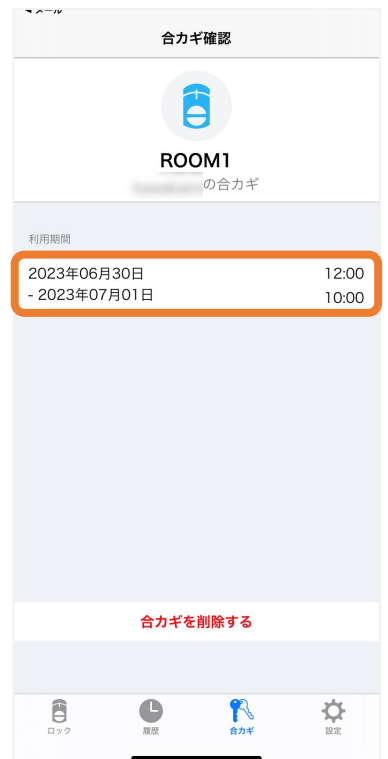 合カギ確認
ROOM1
の合カギ
利用期間
2023年06月30日 12:00
- 2023年07月01日 10:00
合カギを削除する
ロック 履歴 合カギ 設定